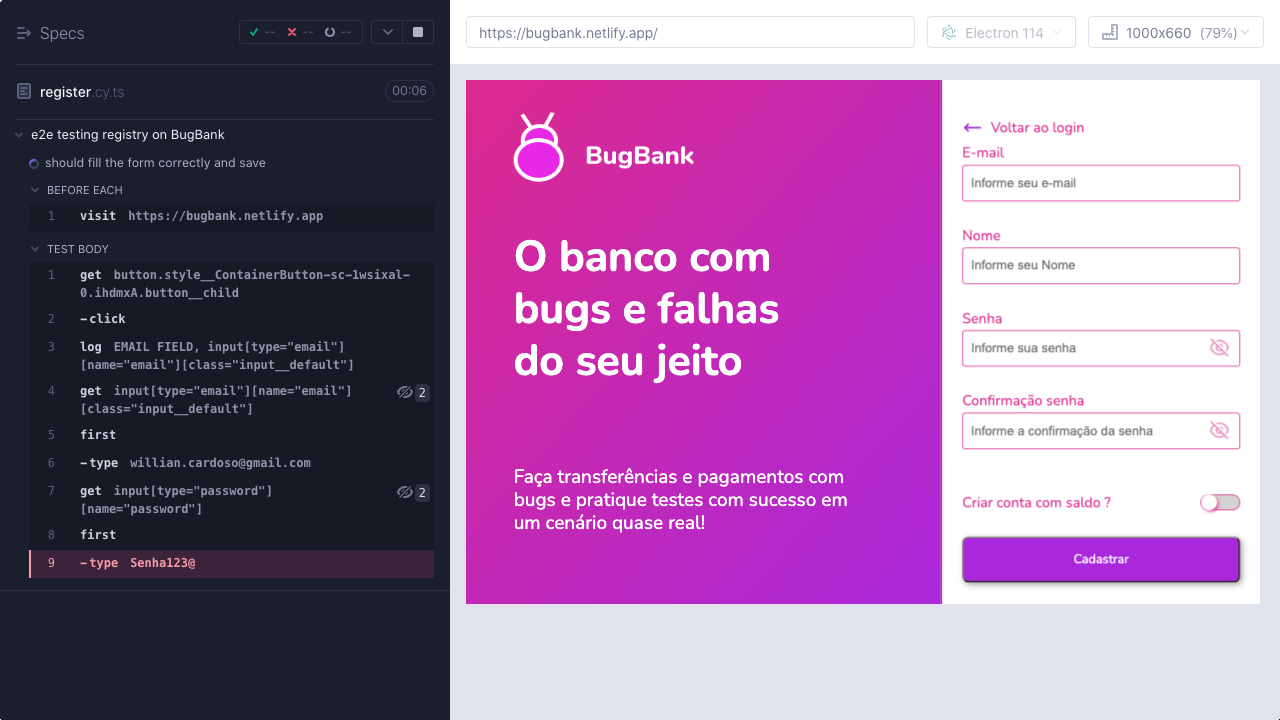 Specs
-- -- --
https://bugbank.netlify.app/
Electron 114
1000x660 (79%)
register.cy.ts
00:06
e2e testing registry on BugBank
should fill the form correctly and save
BEFORE EACH
1 visit https://bugbank.netlify.app
TEST BODY
1 get button.style__ContainerButton-sc-1wsixal-
0.ihdmxA.button__child
2 -click
3 log EMAIL FIELD, input[type="email"]
[name="email"][class="input__default"]
4 get input[type="email"][name="email"] 2
[class="input__default"]
5 first
6 -type willian.cardoso@gmail.com
7 get input[type="password"] 2
[name="password"]
8 first
9 -type Senha123@
BugBank
O banco com
bugs e falhas
do seu jeito
Faça transferências e pagamentos com
bugs e pratique testes com sucesso em
um cenário quase real!
Voltar ao login
E-mail
Informe seu e-mail
Nome
Informe seu Nome
Senha
Informe sua senha
Confirmação senha
Informe a confirmação da senha
Criar conta com saldo ?
Cadastrar